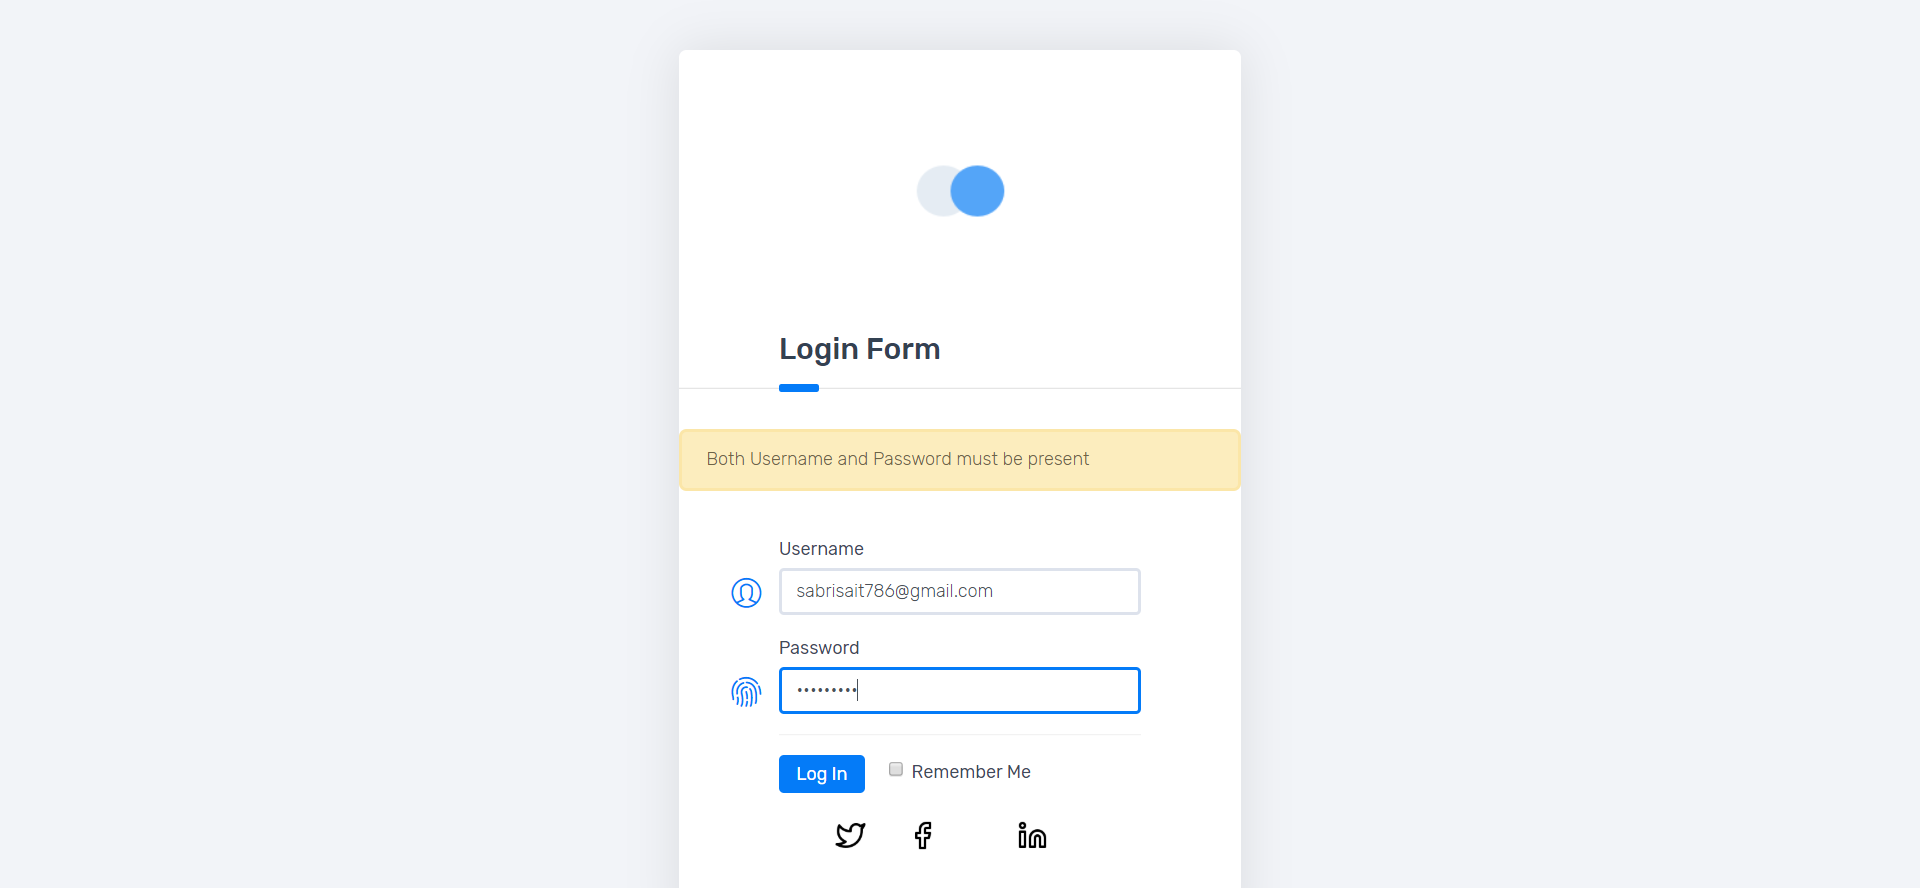 Login Form
Both Username and Password must be present
Username
sabrisait786@gmail.com
Password
•••••••••
Log In
Remember Me